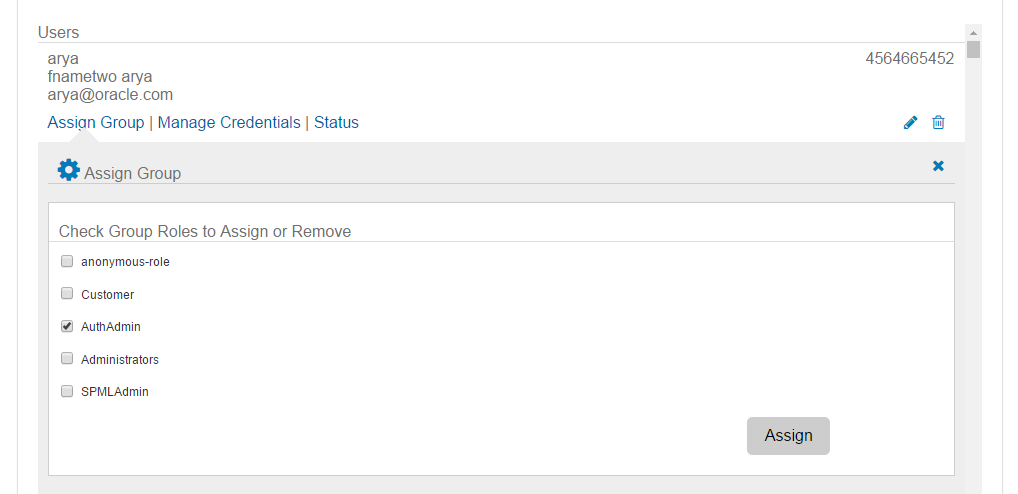 Users
arya 4564665452
fnametwo arya
arya@oracle.com
Assign Group | Manage Credentials | Status
Assign Group
Check Group Roles to Assign or Remove
anonymous-role
Customer
AuthAdmin
Administrators
SPMLAdmin
Assign